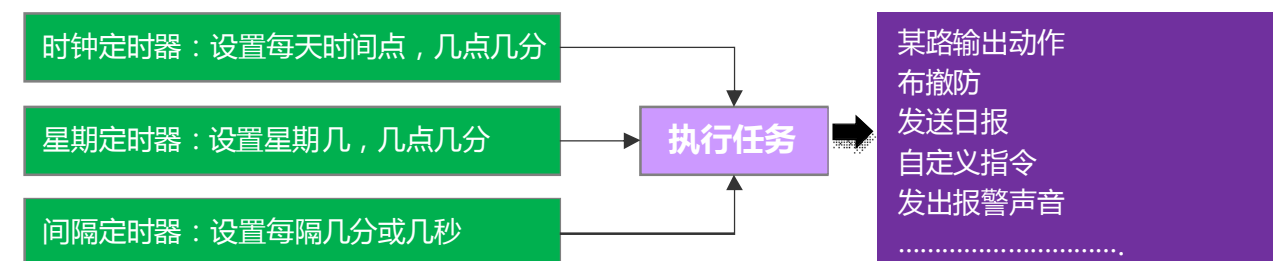 时钟定时器：设置每天时间点，几点几分
星期定时器：设置星期几，几点几分
间隔定时器：设置每隔几分或几秒
执行任务
某路输出动作
布撤防
发送日报
自定义指令
发出报警声音
………………………….